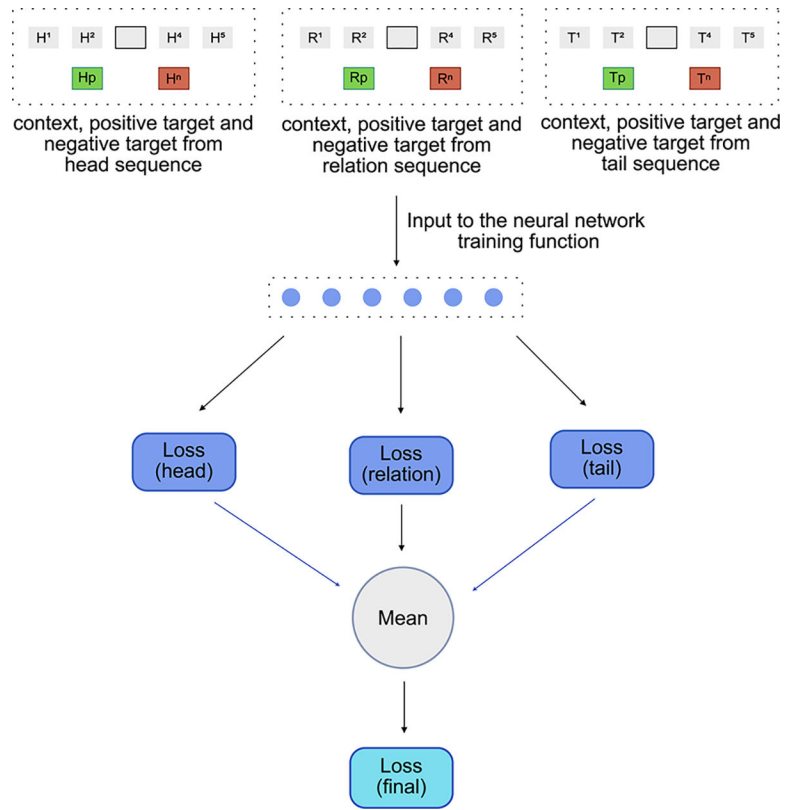 H¹ H² H⁴ H⁵
Hp Hⁿ
context, positive target and
negative target from
head sequence
R¹ R² R⁴ R⁵
Rp Rⁿ
context, positive target and
negative target from
relation sequence
T¹ T² T⁴ T⁵
Tp Tⁿ
context, positive target and
negative target from
tail sequence
Input to the neural network
training function
Loss
(head)
Loss
(relation)
Loss
(tail)
Mean
Loss
(final)